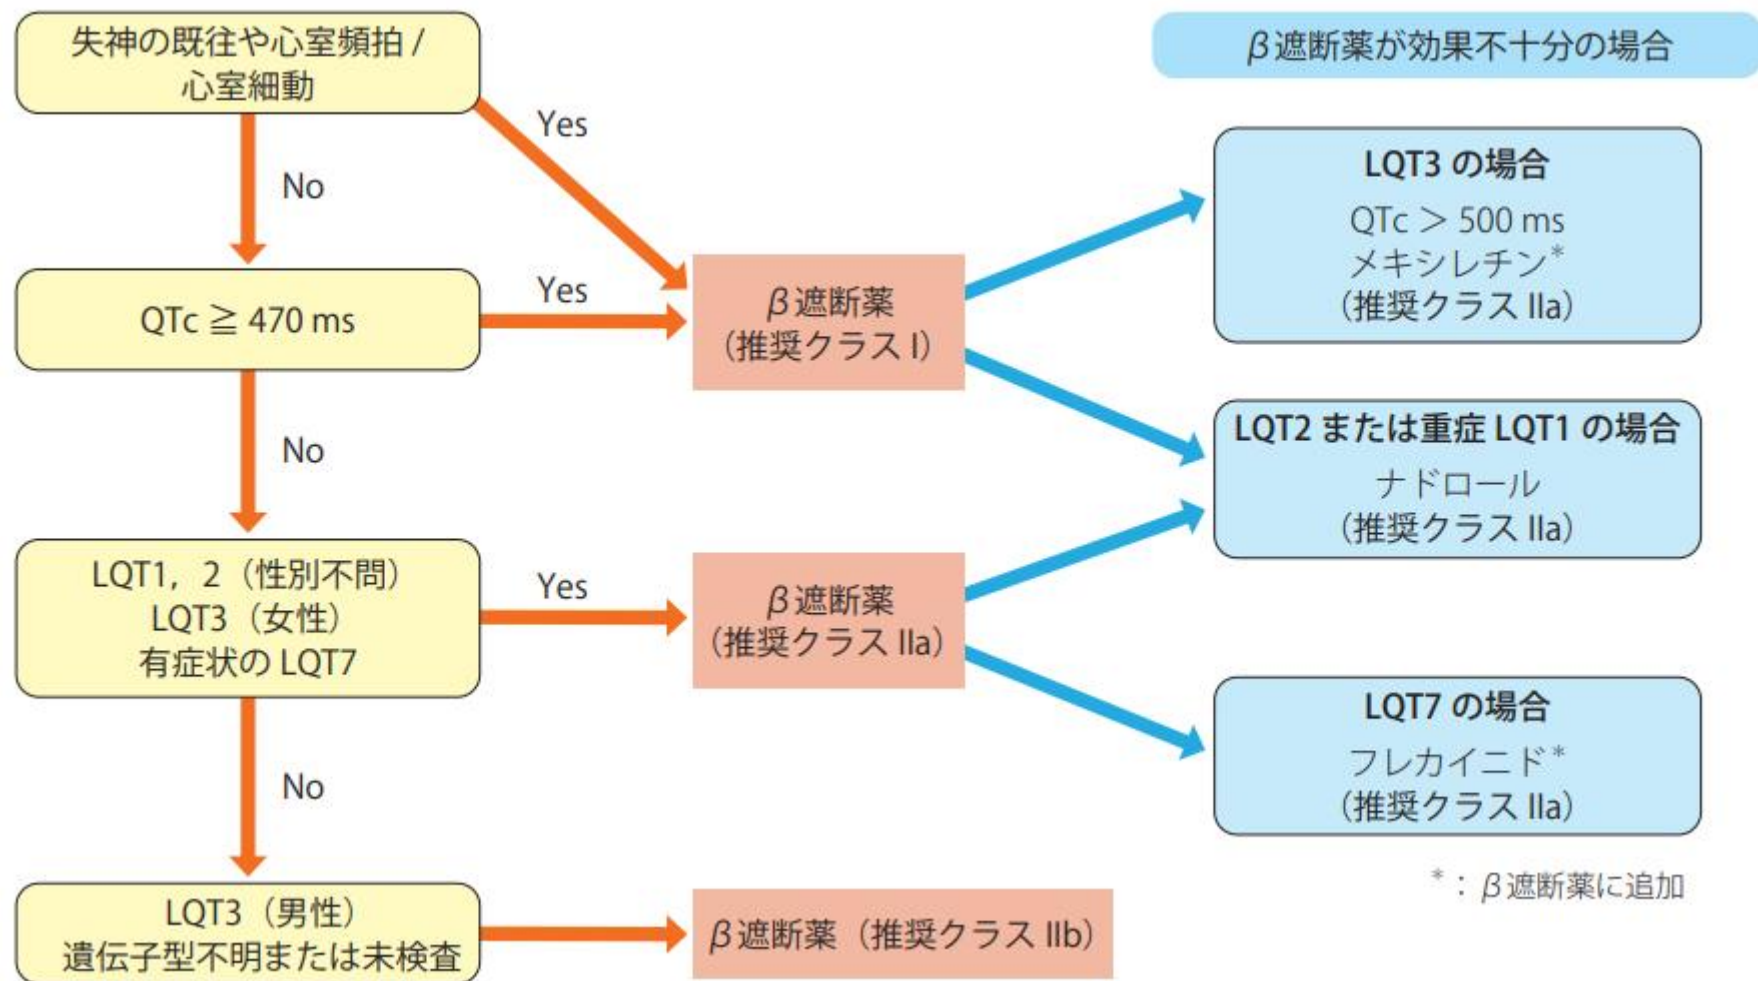 失神の既往や心室頻拍 /
心室細動
Yes
No
QTc ≧ 470 ms
Yes
β遮断薬
（推奨クラス I）
No
LQT1，2（性別不問）
LQT3（女性）
有症状の LQT7
Yes
β遮断薬
（推奨クラス IIa）
No
LQT3（男性）
遺伝子型不明または未検査
β遮断薬（推奨クラス IIb）
β遮断薬が効果不十分の場合
LQT3 の場合
QTc ＞ 500 ms
メキシレチン*
（推奨クラス IIa）
LQT2 または重症 LQT1 の場合
ナドロール
（推奨クラス IIa）
LQT7 の場合
フレカイニド*
（推奨クラス IIa）
*：β遮断薬に追加